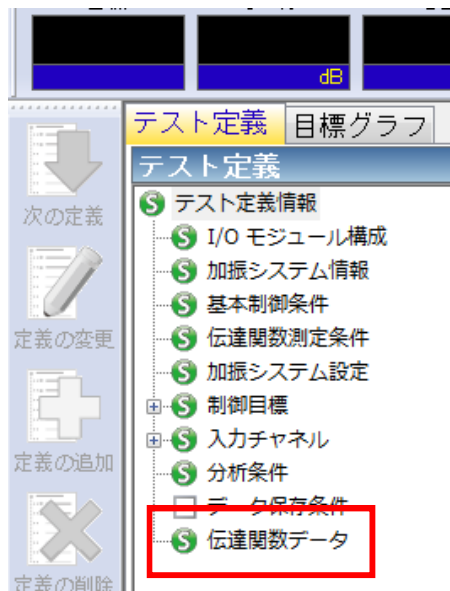 dB
テスト定義 目標グラフ
テスト定義
テスト定義情報
次の定義
I/O モジュール構成
加振システム情報
基本制御条件
定義の変更
伝達関数測定条件
加振システム設定
制御目標
入力チャネル
定義の追加
分析条件
データ保存条件
伝達関数データ
定義の削除